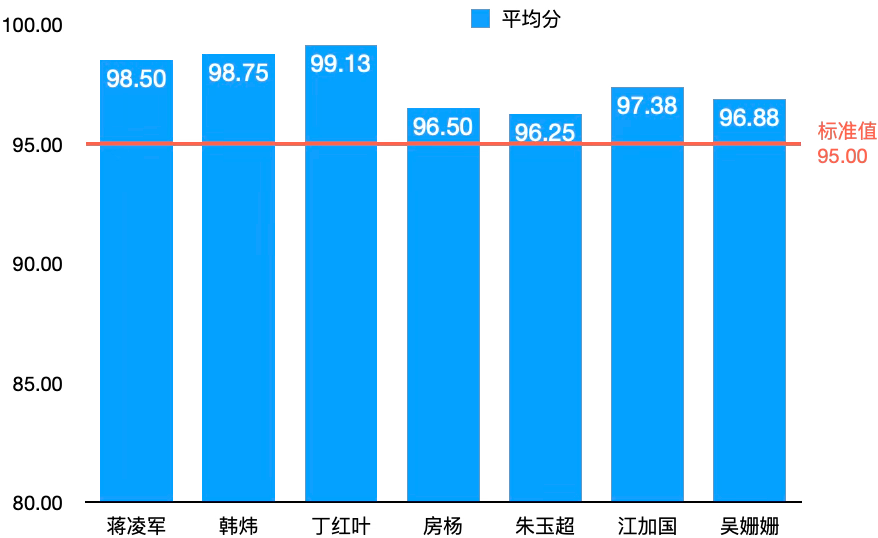 平均分
100.00
95.00
90.00
85.00
80.00
98.50
98.75
99.13
96.50
96.25
97.38
96.88
标准值
95.00
蒋凌军
韩炜
丁红叶
房杨
朱玉超
江加国
吴姗姗